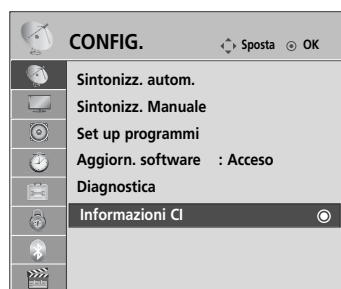 CONFIG. Sposta OK
Sintonizz. autom.
Sintonizz. Manuale
Set up programmi
Aggiorn. software : Acceso
Diagnostica
Informazioni CI